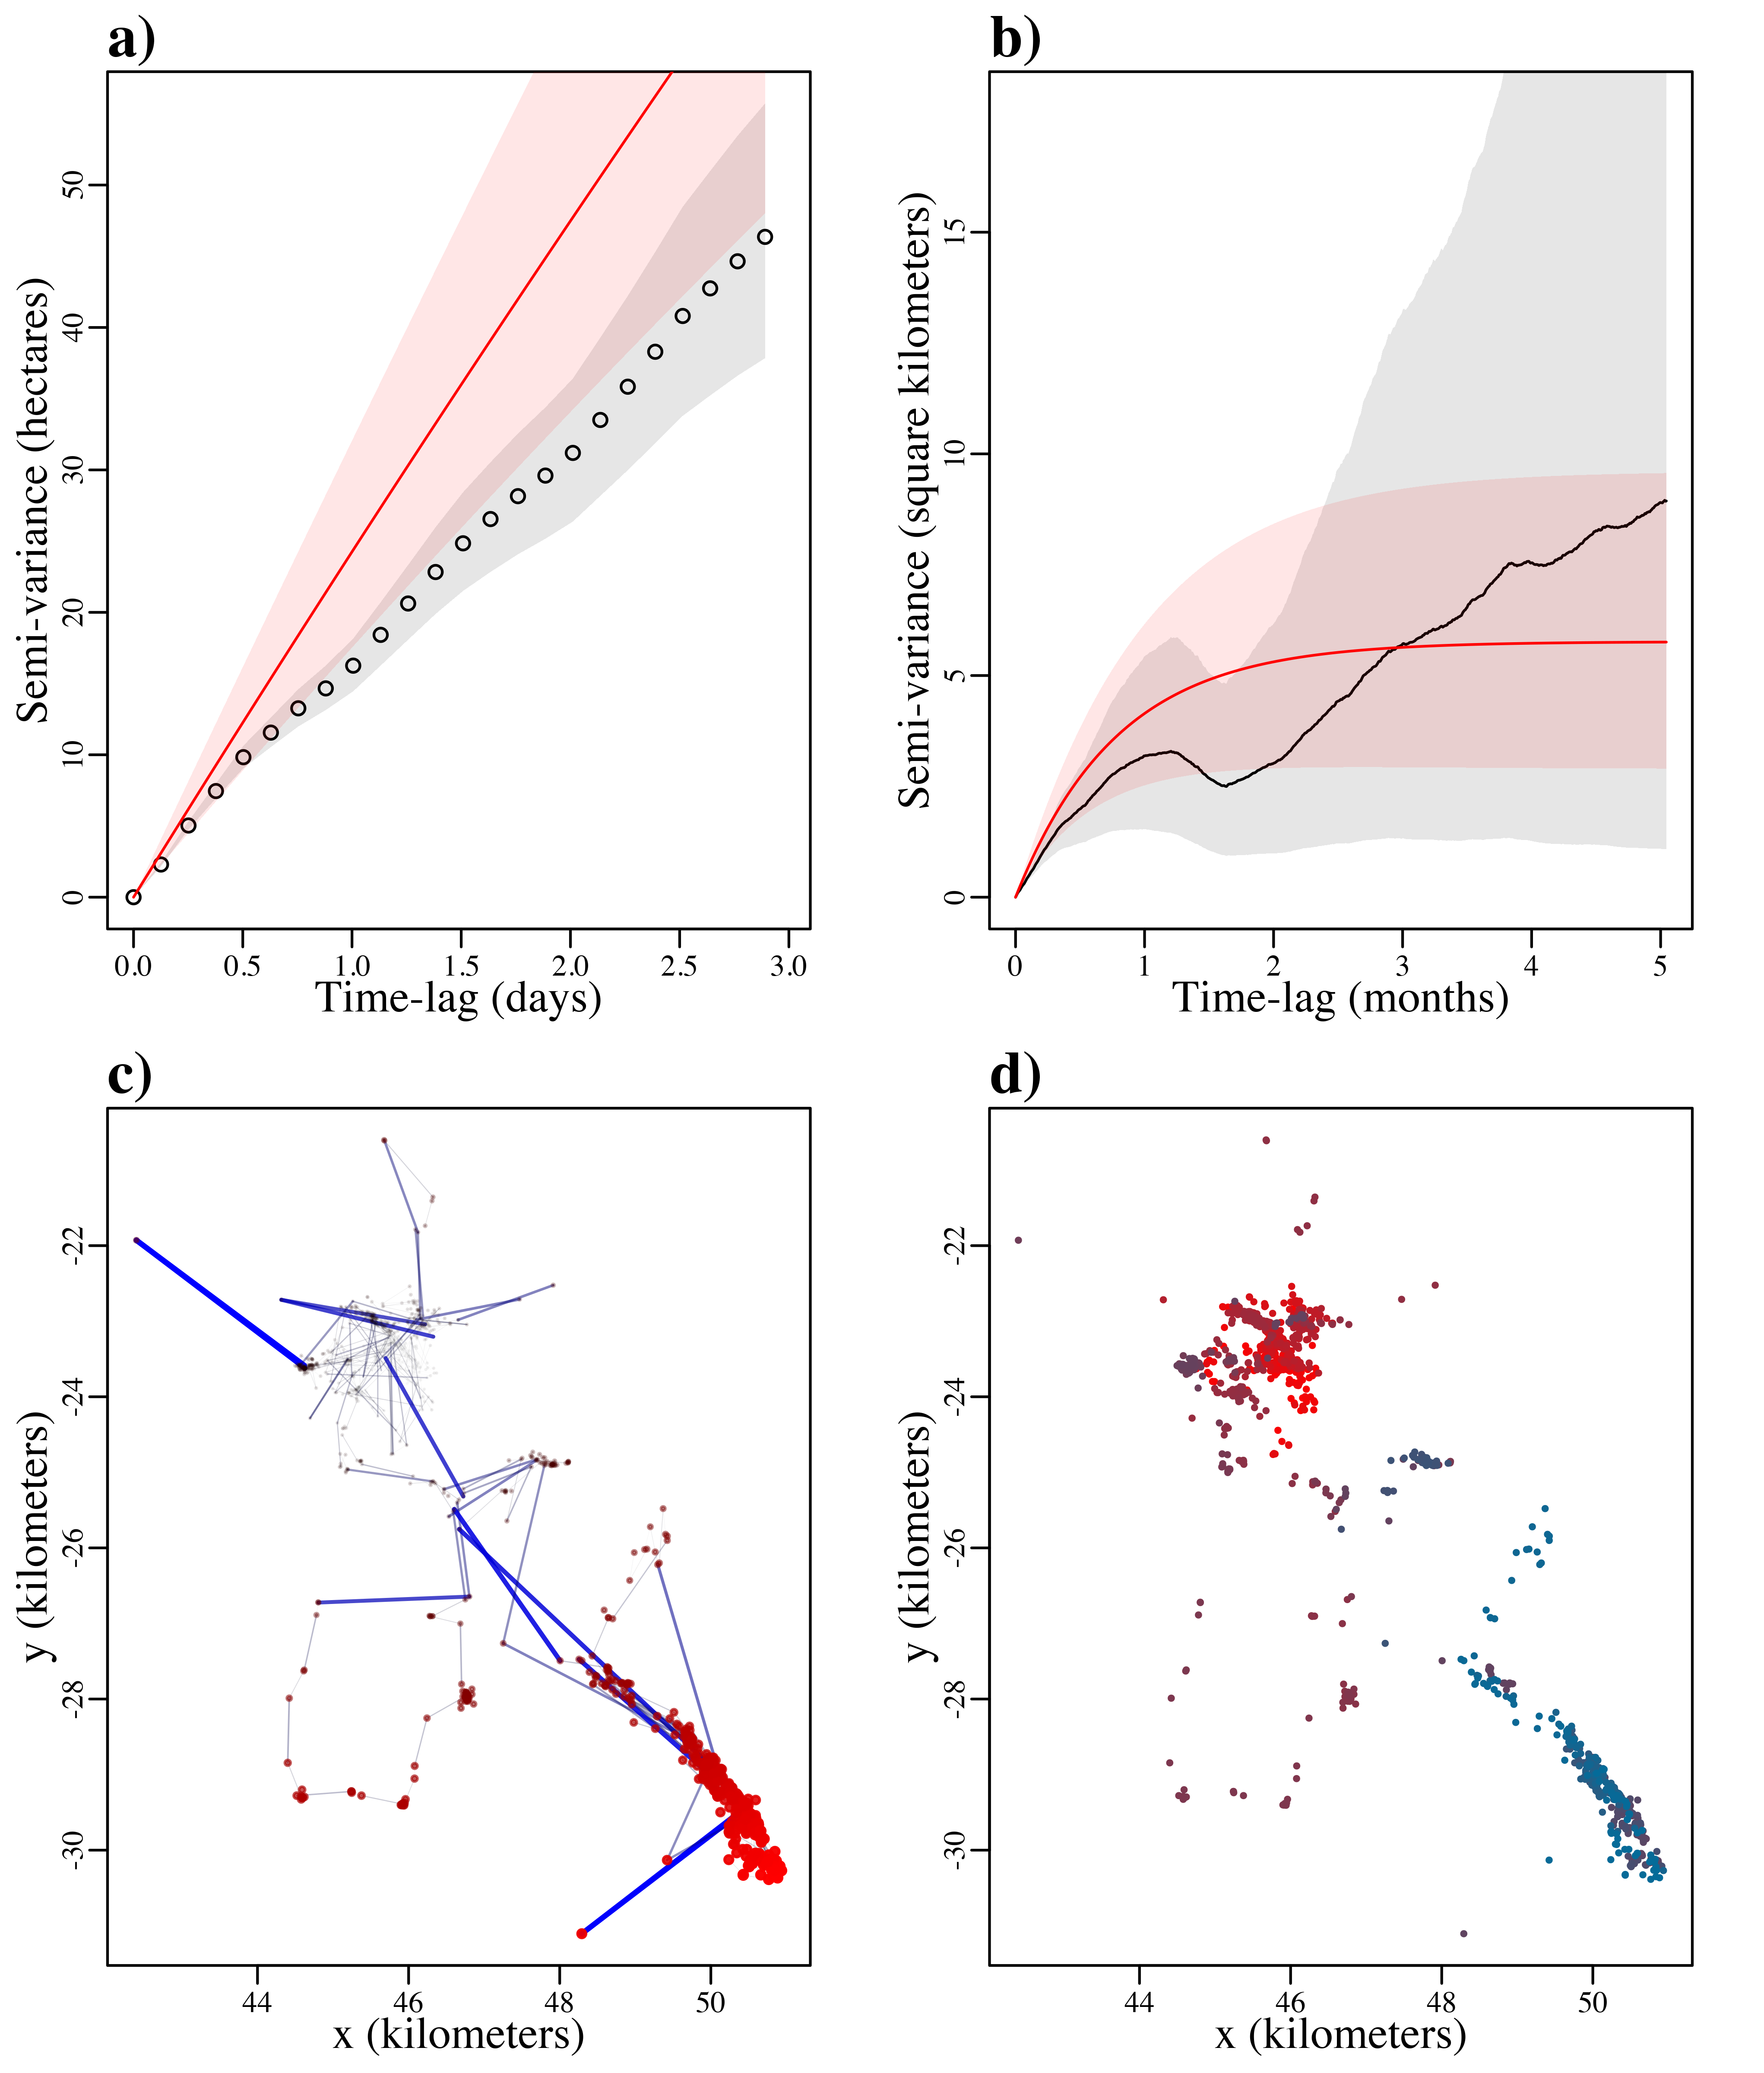 a)
Semi-variance (hectares)
50
40
30
20
10
0
0.0 0.5 1.0 1.5 2.0 2.5 3.0
Time-lag (days)
b)
Semi-variance (square kilometers)
15
10
5
0
0 1 2 3 4 5
Time-lag (months)
c)
y (kilometers)
-22
-24
-26
-28
-30
44 46 48 50
x (kilometers)
d)
y (kilometers)
-22
-24
-26
-28
-30
44 46 48 50
x (kilometers)